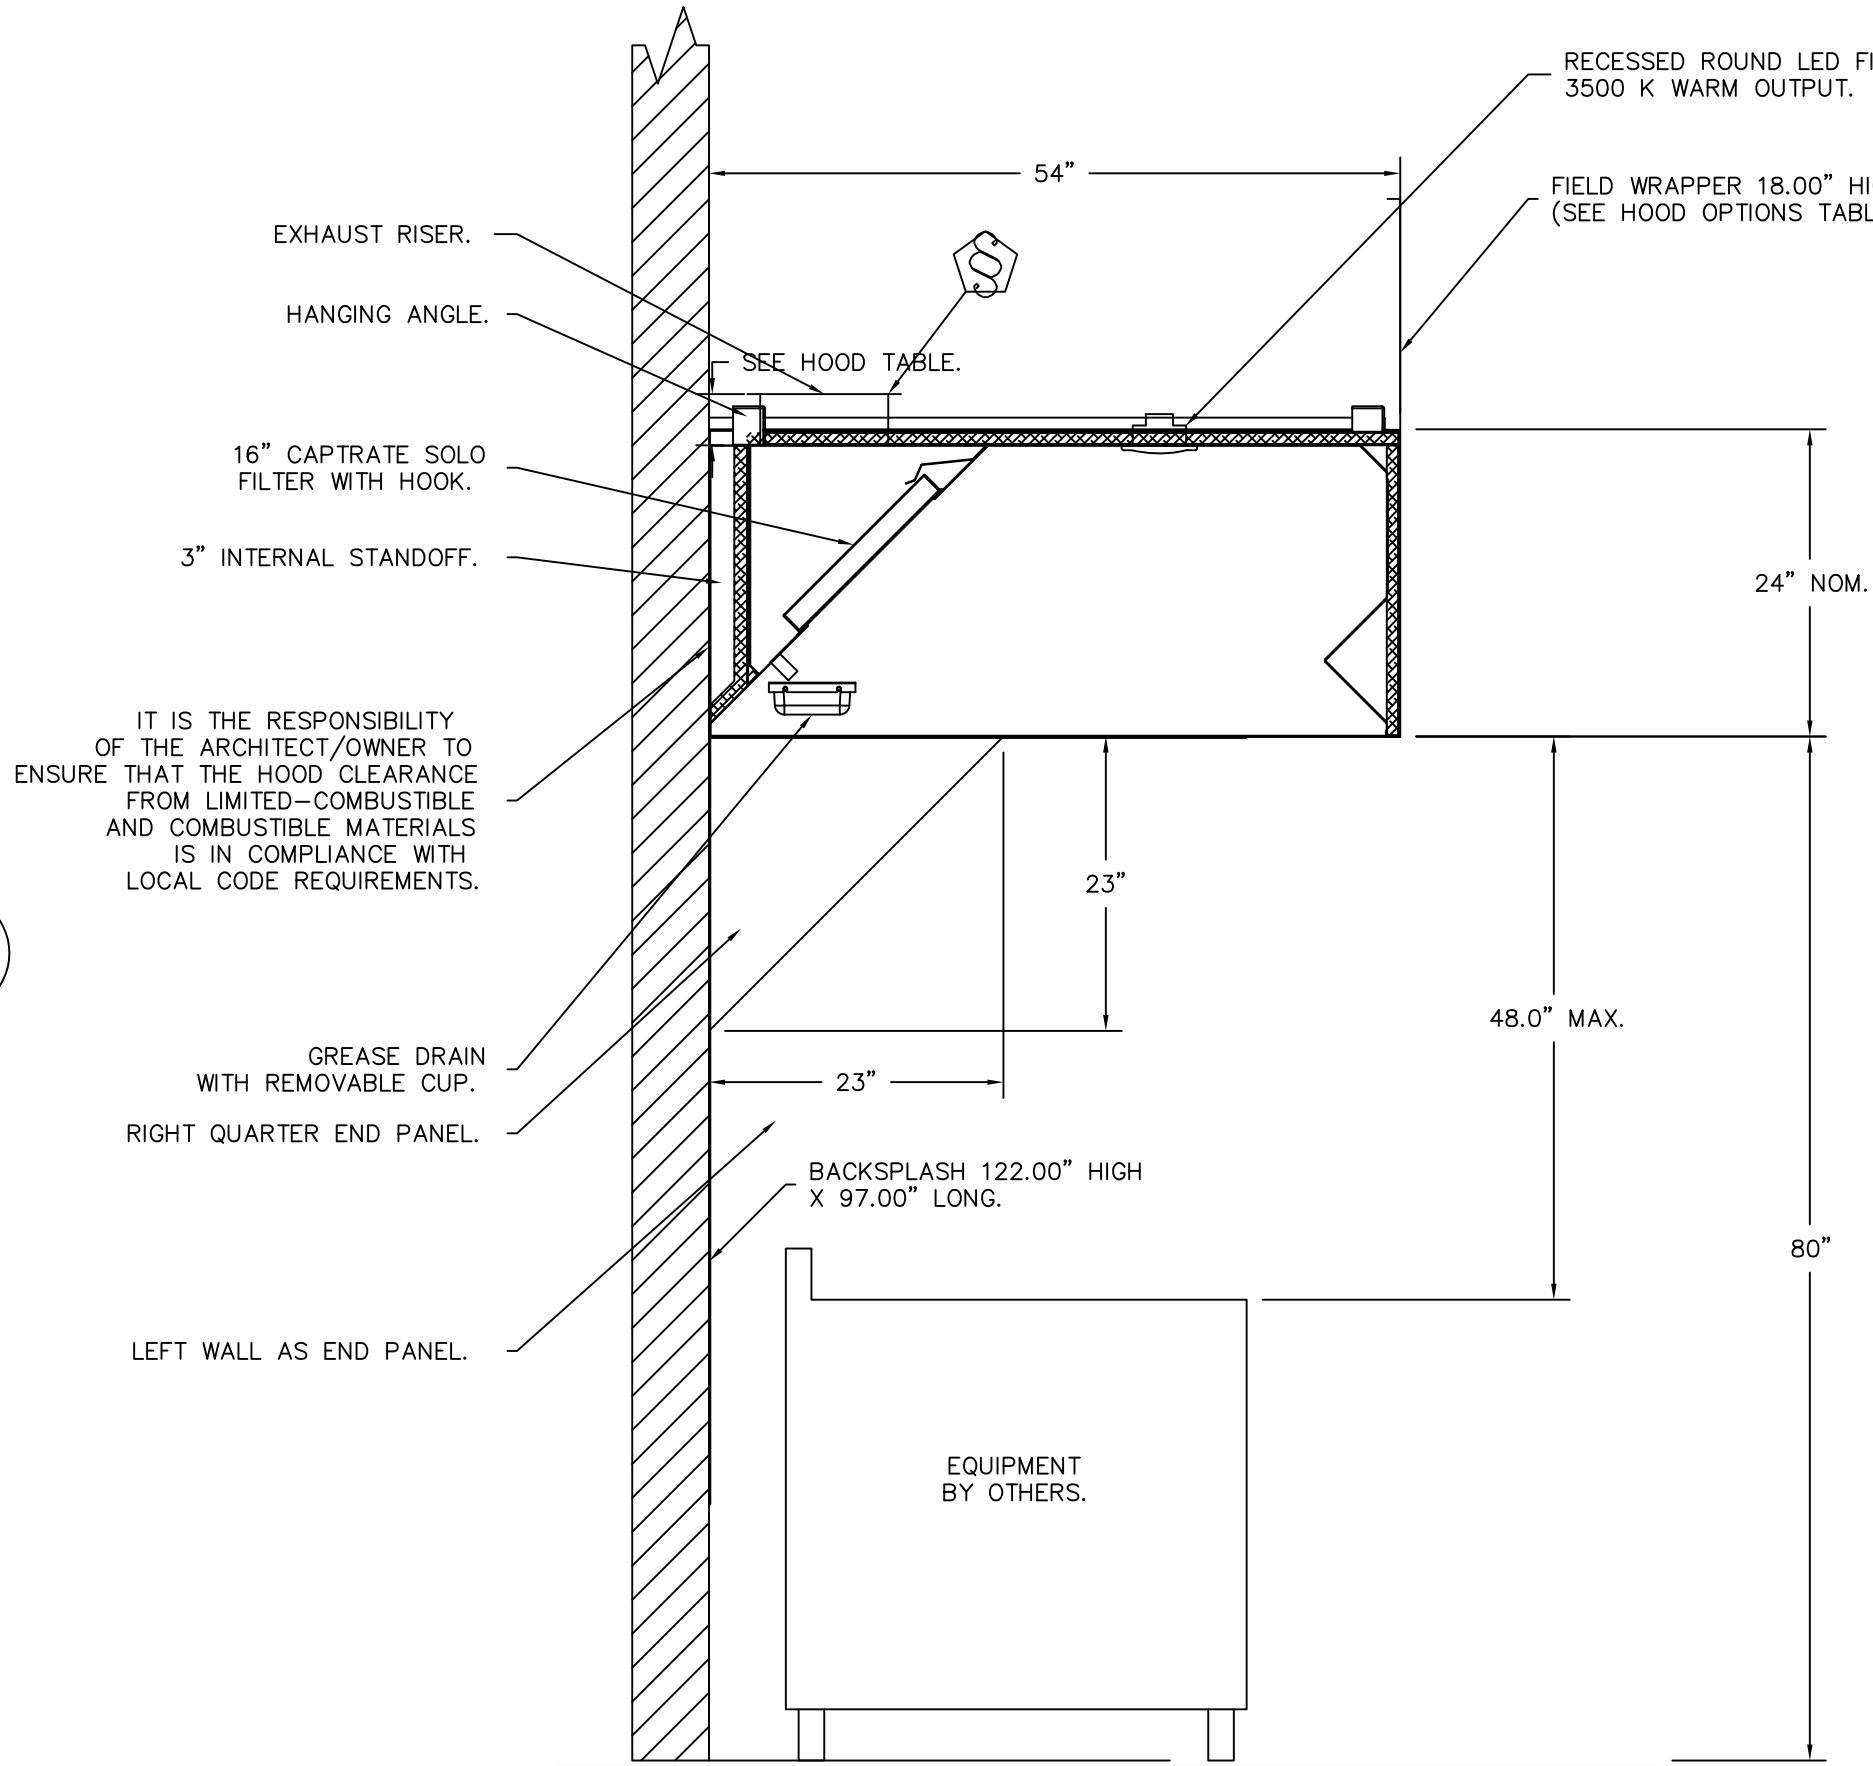 RECESSED ROUND LED
3500 K WARM OUTPUT.
54”
FIELD WRAPPER 18.00”
(SEE HOOD OPTIONS
EXHAUST RISER.
HANGING ANGLE.
SEE HOOD TABLE.
16” CAPTRATE SOLO
FILTER WITH HOOK.
3” INTERNAL STANDOFF.
24” NOM.
IT IS THE RESPONSIBILITY
OF THE ARCHITECT/OWNER TO
ENSURE THAT THE HOOD CLEARANCE
FROM LIMITED-COMBUSTIBLE
AND COMBUSTIBLE MATERIALS
IS IN COMPLIANCE WITH
LOCAL CODE REQUIREMENTS.
23”
48.0” MAX.
GREASE DRAIN
WITH REMOVABLE CUP.
23”
RIGHT QUARTER END PANEL.
BACKSPLASH 122.00” HIGH
X 97.00” LONG.
80”
LEFT WALL AS END PANEL.
EQUIPMENT
BY OTHERS.